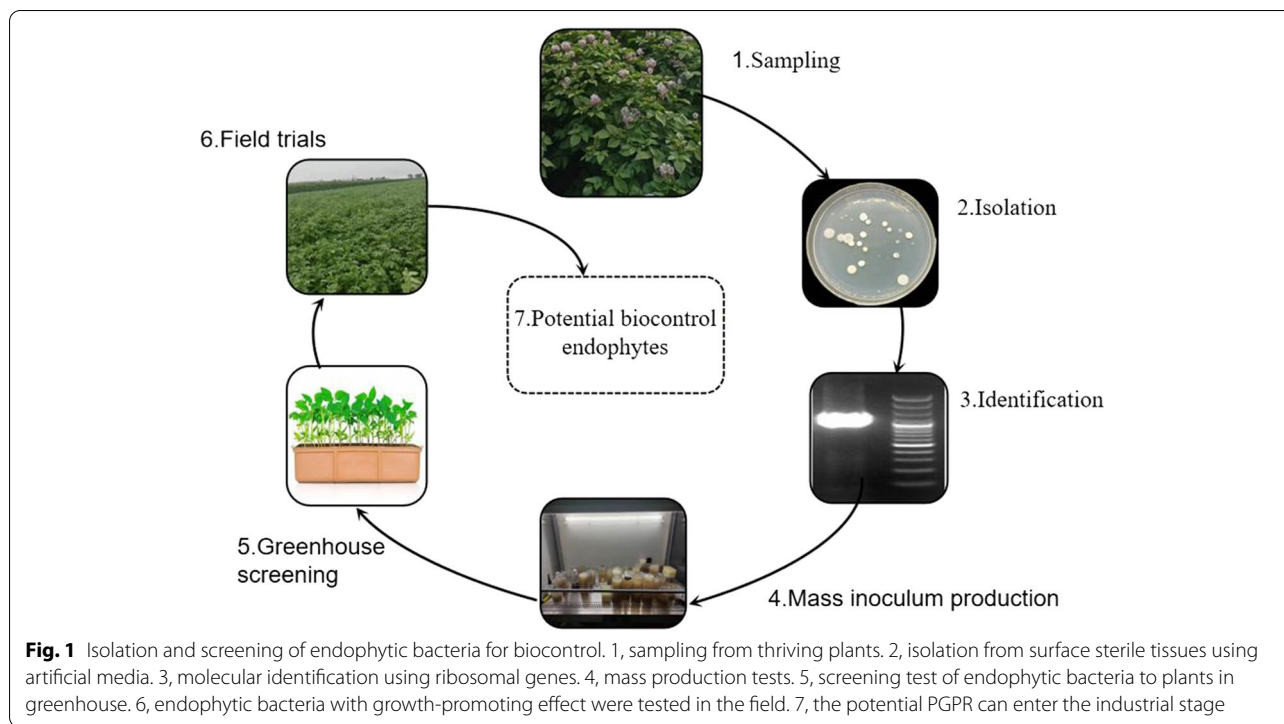 1.Sampling
2.Isolation
3.Identification
4.Mass inoculum production
5.Greenhouse
screening
6.Field trials
7.Potential biocontrol
endophytes
Fig. 1 Isolation and screening of endophytic bacteria for biocontrol. 1, sampling from thriving plants. 2, isolation from surface sterile tissues using
artificial media. 3, molecular identification using ribosomal genes. 4, mass production tests. 5, screening test of endophytic bacteria to plants in
greenhouse. 6, endophytic bacteria with growth-promoting effect were tested in the field. 7, the potential PGPR can enter the industrial stage